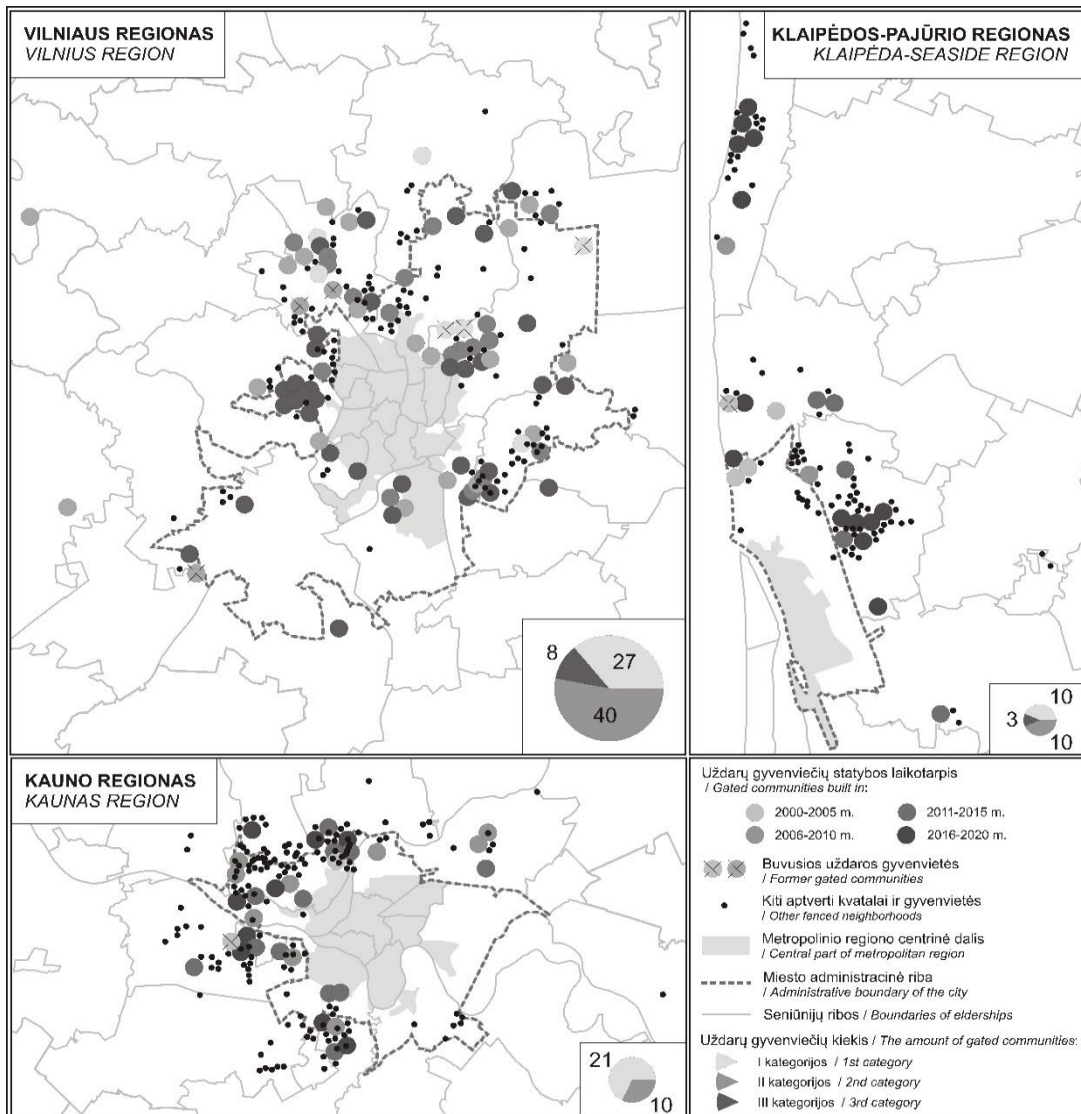 VILNIAUS REGIONAS
VILNIUS REGION
8
27
40
KLAIPĖDOS-PAJŪRIO REGIONAS
KLAIPĖDA-SEASIDE REGION
10
3
10
KAUNO REGIONAS
KAUNAS REGION
21
10
Uždarų gyvenviečių statybos laikotarpis
/ Gated communities built in:
2000-2005 m.
2011-2015 m.
2006-2010 m.
2016-2020 m.
Buvusios uždaros gyvenvietės
/ Former gated communities
Kiti aptverti kvatalai ir gyvenvietės
/ Other fenced neighborhoods
Metropolinio regiono centrinė dalis
/ Central part of metropolitan region
Miesto administracinė riba
/ Administrative boundary of the city
Seniūnijų ribos / Boundaries of elderships
Uždarų gyvenviečių kiekis / The amount of gated communities:
I kategorijos / 1st category
II kategorijos / 2nd category
III kategorijos / 3rd category